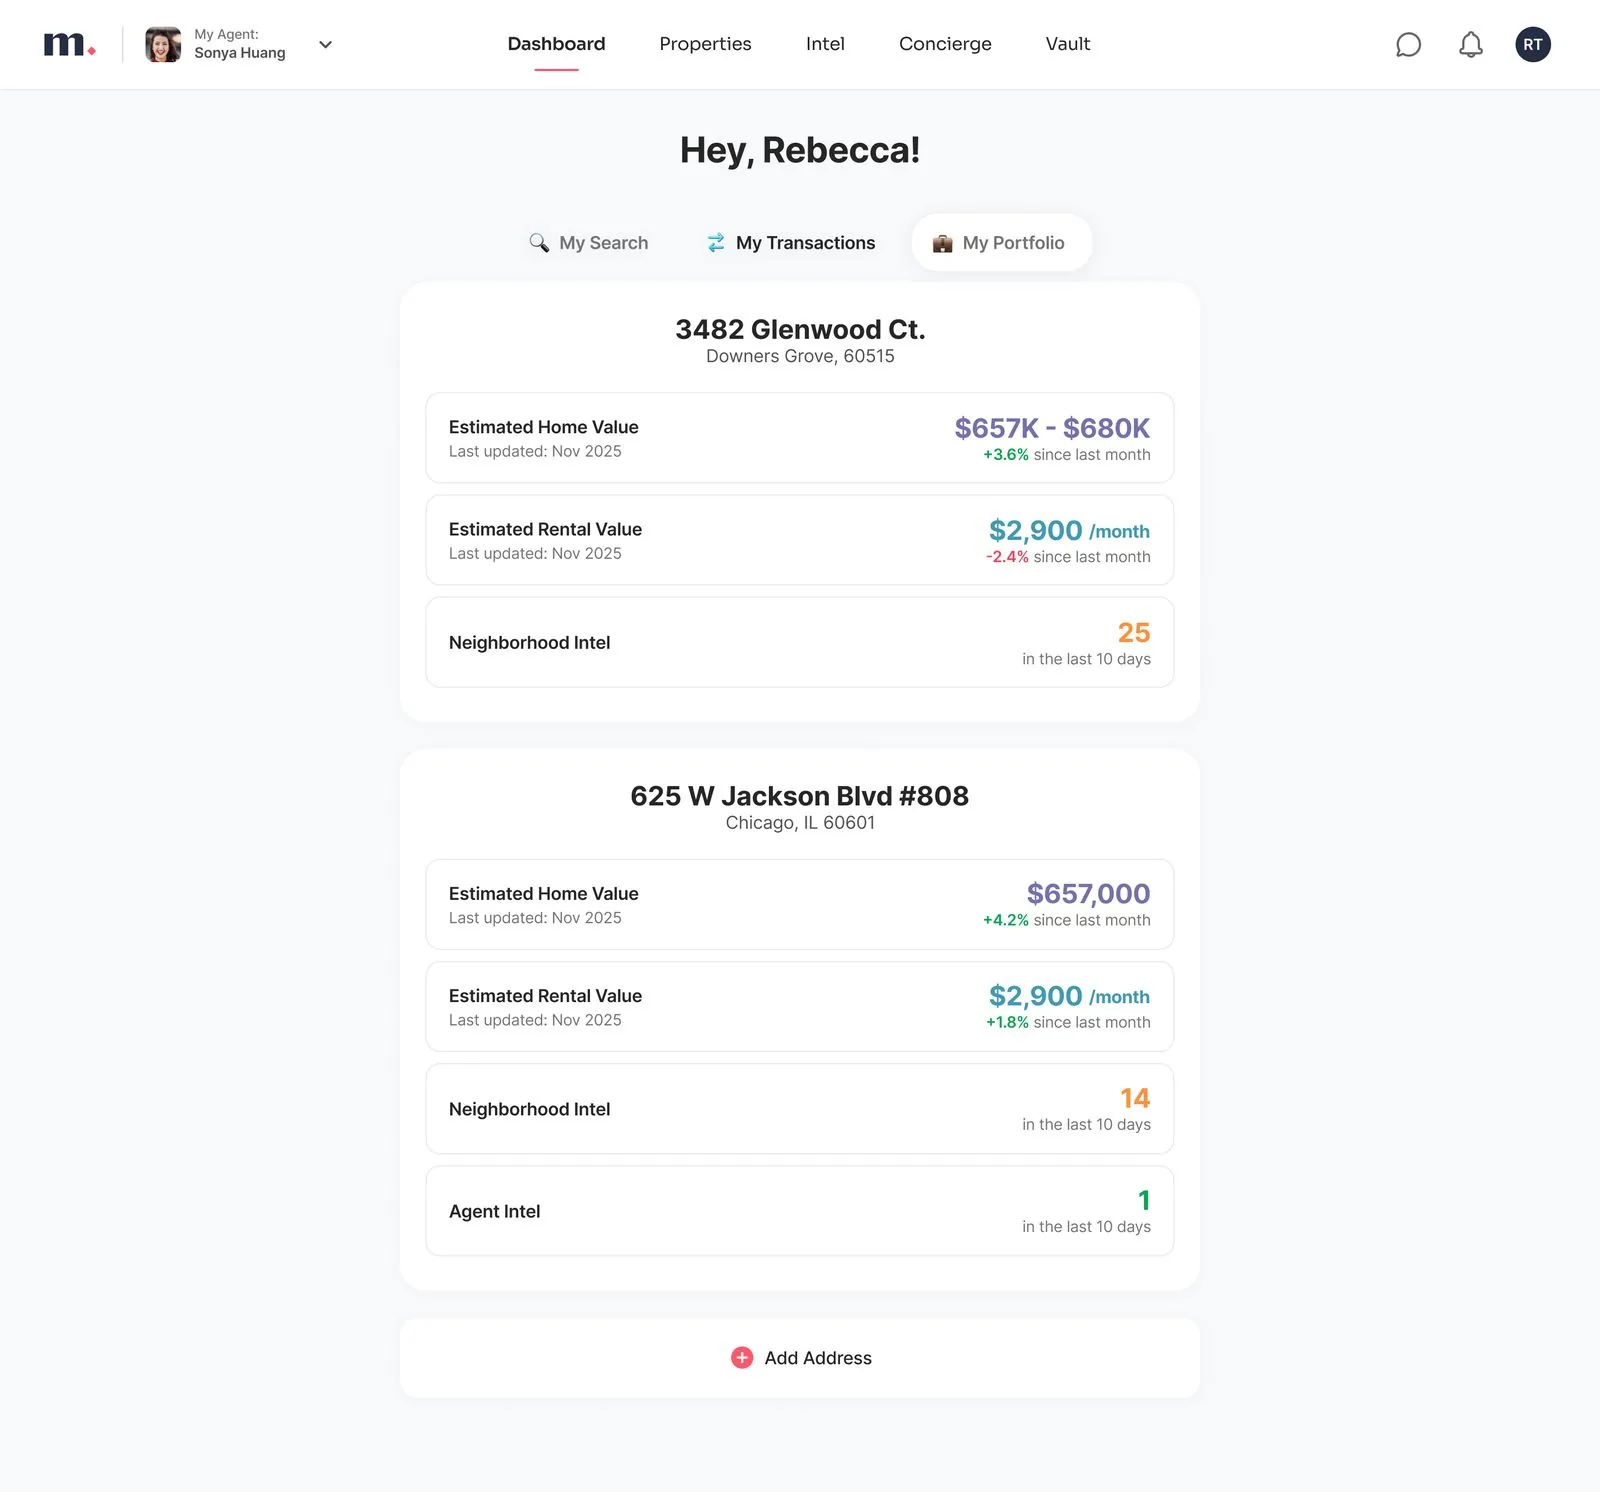 m.
My Agent:
Sonya Huang
Dashboard
Properties
Intel
Concierge
Vault
RT
Hey, Rebecca!
My Search
My Transactions
My Portfolio
3482 Glenwood Ct.
Downers Grove, 60515
Estimated Home Value
Last updated: Nov 2025
$657K - $680K
+3.6% since last month
Estimated Rental Value
Last updated: Nov 2025
$2,900 /month
-2.4% since last month
Neighborhood Intel
25
in the last 10 days
625 W Jackson Blvd #808
Chicago, IL 60601
Estimated Home Value
Last updated: Nov 2025
$657,000
+4.2% since last month
Estimated Rental Value
Last updated: Nov 2025
$2,900 /month
+1.8% since last month
Neighborhood Intel
14
in the last 10 days
Agent Intel
1
in the last 10 days
Add Address